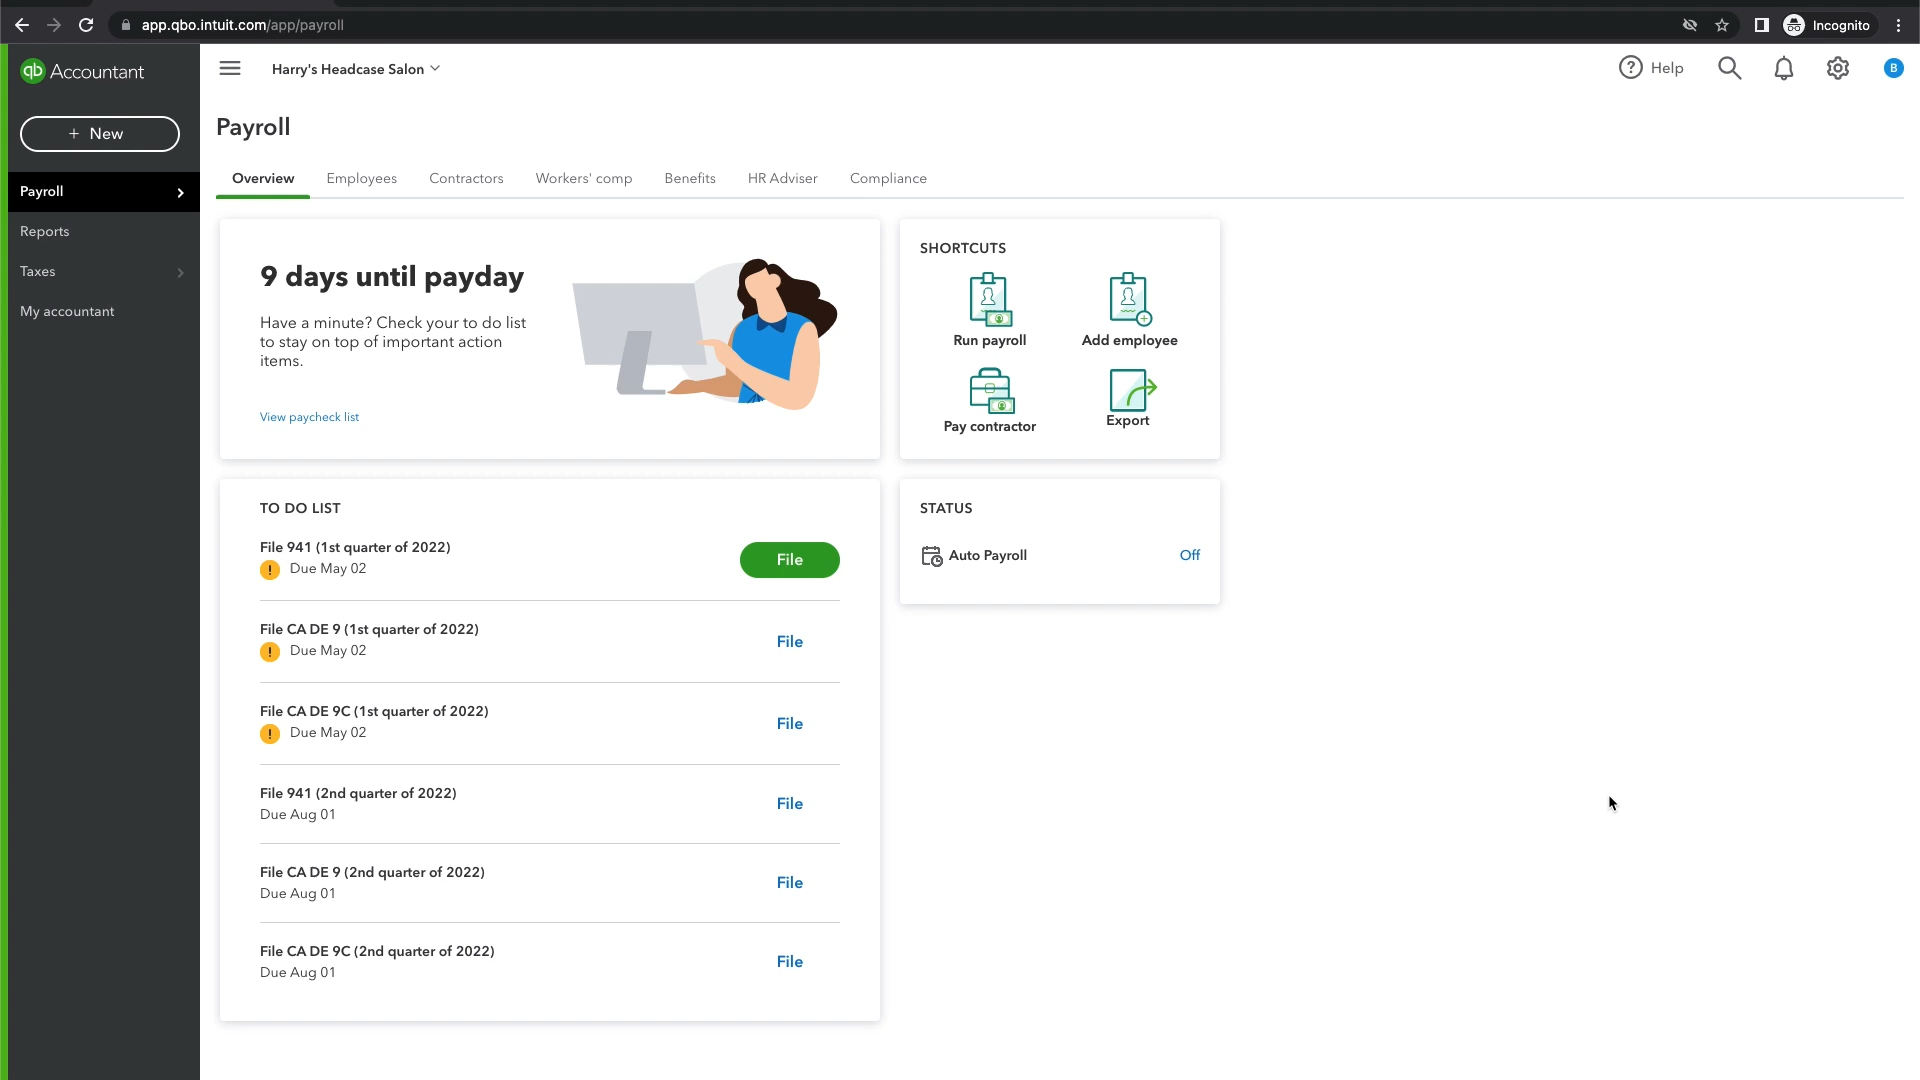 app.qbo.intuit.com/app/payroll
Incognito
qb Accountant
Harry's Headcase Salon
Help
B
+ New
Payroll
Reports
Taxes
My accountant
Payroll
Overview
Employees
Contractors
Workers' comp
Benefits
HR Adviser
Compliance
9 days until payday
Have a minute? Check your to do list
to stay on top of important action
items.
View paycheck list
SHORTCUTS
Run payroll
Add employee
Pay contractor
Export
TO DO LIST
File 941 (1st quarter of 2022)
! Due May 02
File
File CA DE 9 (1st quarter of 2022)
! Due May 02
File
File CA DE 9C (1st quarter of 2022)
! Due May 02
File
File 941 (2nd quarter of 2022)
Due Aug 01
File
File CA DE 9 (2nd quarter of 2022)
Due Aug 01
File
File CA DE 9C (2nd quarter of 2022)
Due Aug 01
File
STATUS
Auto Payroll
Off